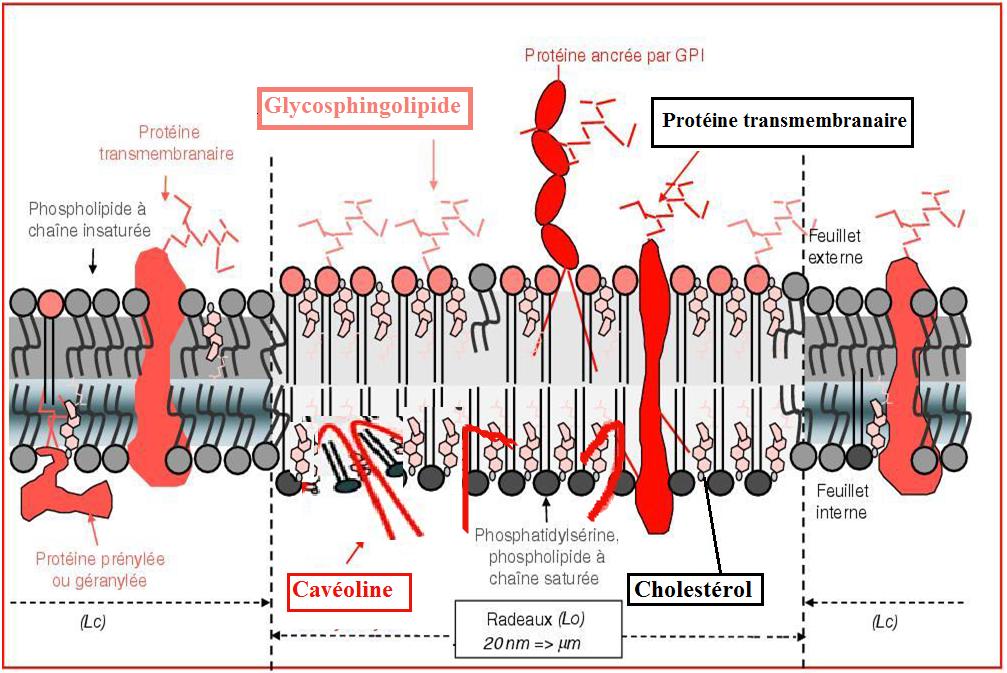 Protéine ancrée par GPI
Glycosphingolipide
Protéine transmembranaire
Protéine
transmembranaire
Phospholipide à
chaîne insaturée
Feuillet
externe
Feuillet
interne
Phosphatidylsérine,
phospholipide à
chaîne saturée
Protéine prénylée
ou géranylée
Cavéoline
Cholestérol
(Lc)
Radeaux (Lo)
20 nm => µm
(Lc)